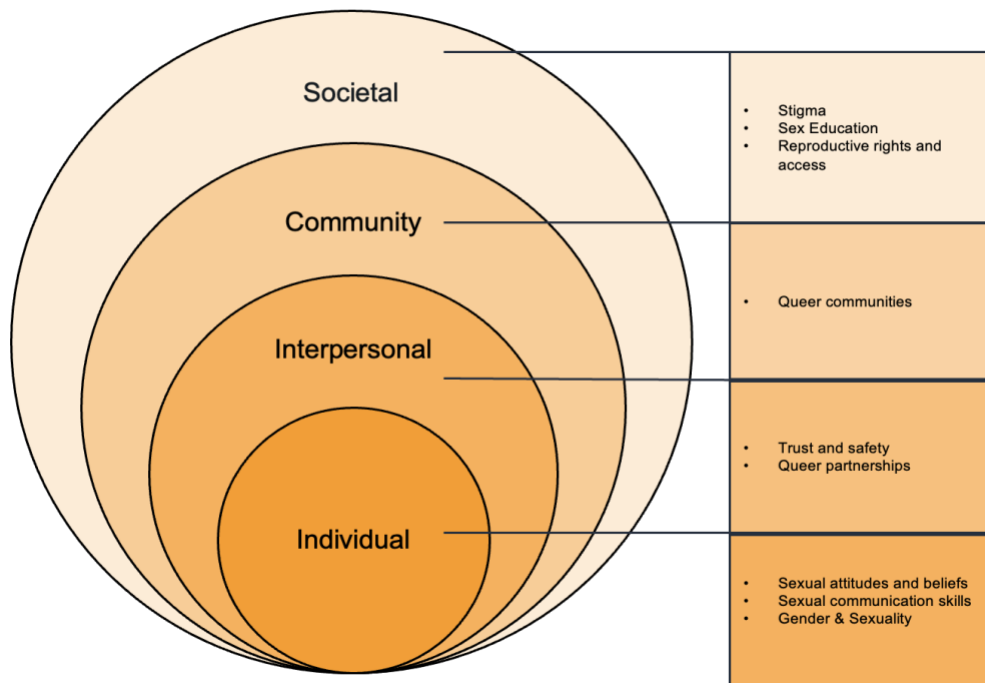 Societal
• Stigma
• Sex Education
• Reproductive rights and
access
Community
• Queer communities
Interpersonal
• Trust and safety
• Queer partnerships
Individual
• Sexual attitudes and beliefs
• Sexual communication skills
• Gender & Sexuality